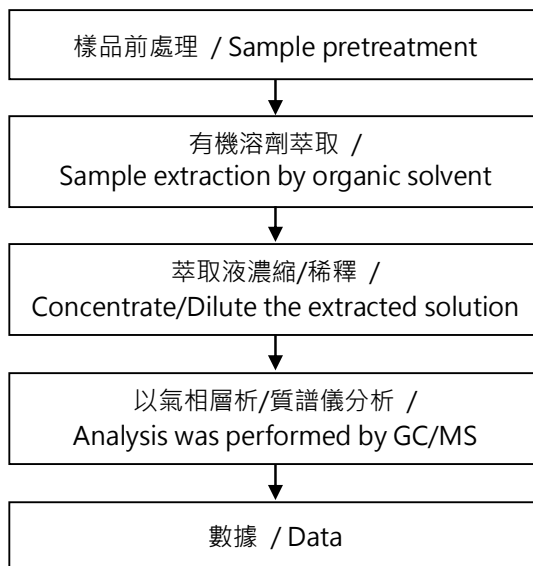 樣品前處理 / Sample pretreatment
有機溶劑萃取 /
Sample extraction by organic solvent
萃取液濃縮/稀釋 /
Concentrate/Dilute the extracted solution
以氣相層析/質譜儀分析 /
Analysis was performed by GC/MS
數據 / Data